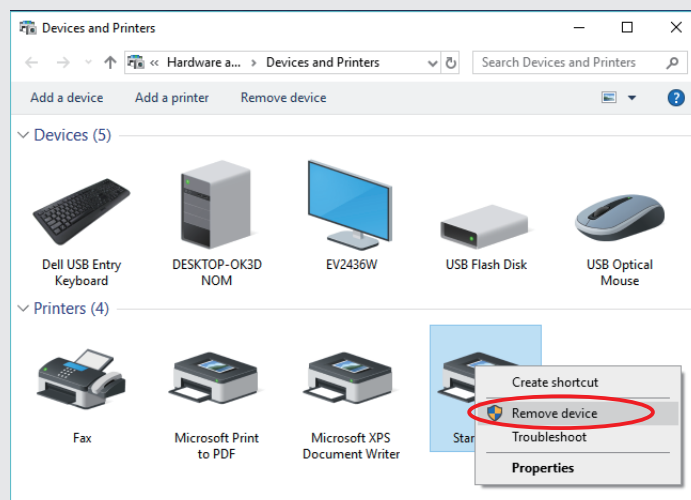 Devices and Printers
« Hardware a... › Devices and Printers
Search Devices and Printers
Add a device Add a printer Remove device
?
Devices (5)
Dell USB Entry
Keyboard
DESKTOP-OK3D
NOM
EV2436W
USB Flash Disk
USB Optical
Mouse
Printers (4)
Fax
Microsoft Print
to PDF
Microsoft XPS
Document Writer
Star
Create shortcut
Remove device
Troubleshoot
Properties